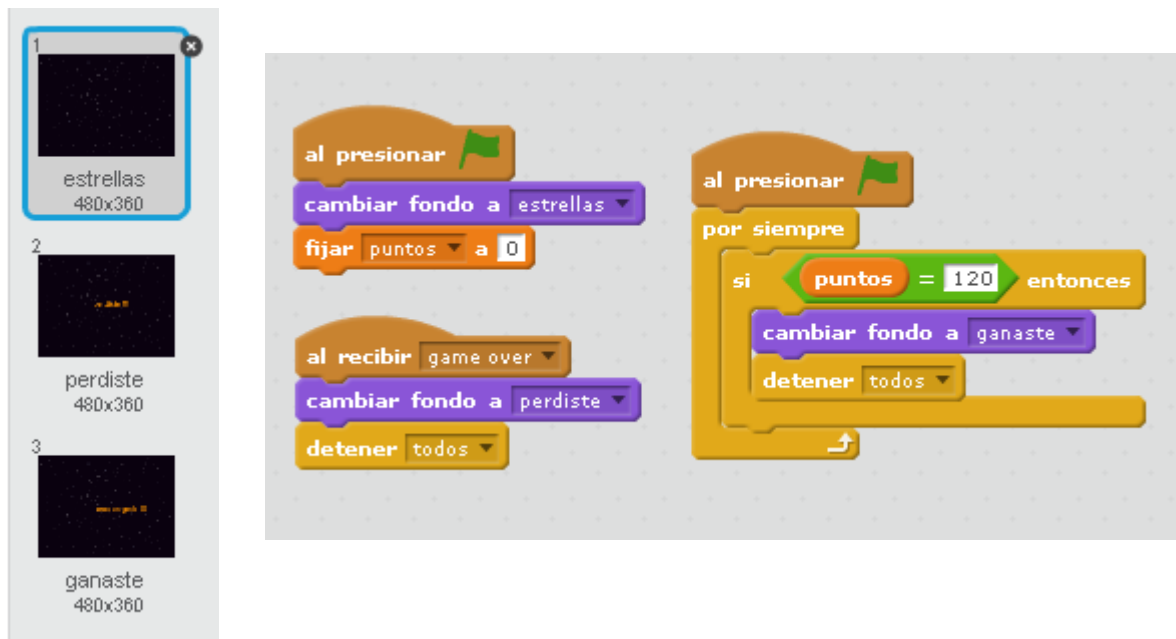 1
estrellas
480x360
2
perdiste
480x360
3
ganaste
480x360
al presionar
cambiar fondo a estrellas
fijar puntos a 0
al recibir game over
cambiar fondo a perdiste
detener todos
al presionar
por siempre
si puntos = 120 entonces
cambiar fondo a ganaste
detener todos